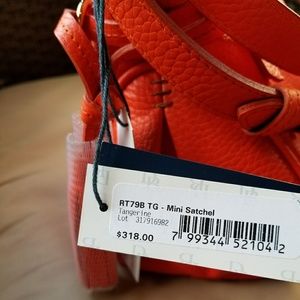 RT79B TG - Mini Satchel
Tangerine
Lot 317916982
$318.00
7 99344 52104 2